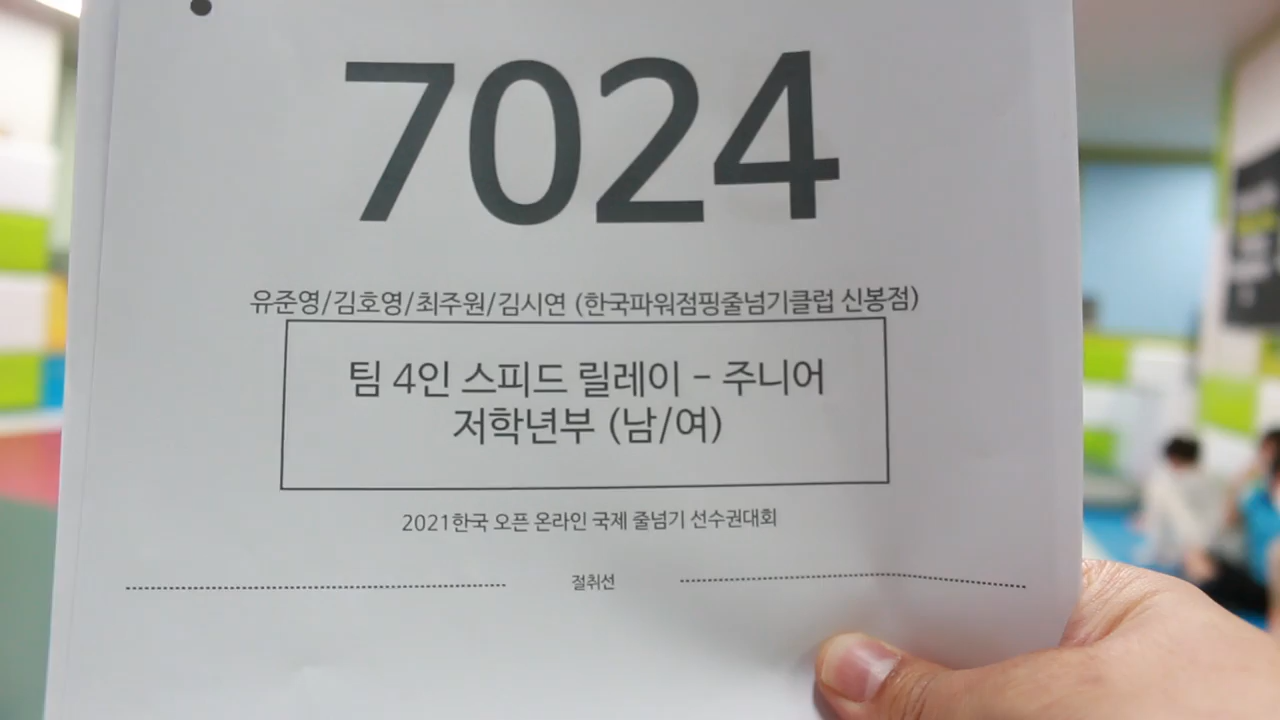 7024
유준영/김호영/최주원/김시연 (한국파워점핑줄넘기클럽 신봉점)
팀 4인 스피드 릴레이 - 주니어
저학년부 (남/여)
2021한국 오픈 온라인 국제 줄넘기 선수권대회
절취선